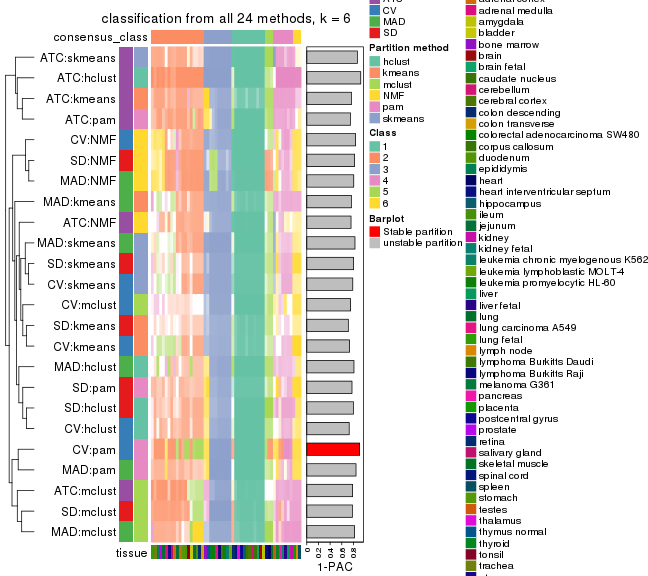 classification from all 24 methods, k = 6
consensus_class
ATC:skmeans
ATC:hclust
ATC:kmeans
ATC:pam
CV:NMF
SD:NMF
MAD:NMF
MAD:kmeans
ATC:NMF
MAD:skmeans
SD:skmeans
CV:skmeans
CV:mclust
SD:kmeans
CV:kmeans
MAD:hclust
SD:pam
SD:hclust
CV:hclust
CV:pam
MAD:pam
ATC:mclust
SD:mclust
MAD:mclust
tissue
0
0.2
0.4
0.6
0.8
1-PAC
CV
MAD
SD
Partition method
hclust
kmeans
mclust
NMF
pam
skmeans
Class
1
2
3
4
5
6
Barplot
Stable partition
unstable partition
adrenal medulla
amygdala
bladder
bone marrow
brain
brain fetal
caudate nucleus
cerebellum
cerebral cortex
colon descending
colon transverse
colorectal adenocarcinoma SW480
corpus callosum
duodenum
epididymis
heart
heart interventricular septum
hippocampus
ileum
jejunum
kidney
kidney fetal
leukemia chronic myelogenous K562
leukemia lymphoblastic MOLT-4
leukemia promyelocytic HL-60
liver
liver fetal
lung
lung carcinoma A549
lung fetal
lymph node
lymphoma Burkitts Daudi
lymphoma Burkitts Raji
melanoma G361
pancreas
placenta
postcentral gyrus
prostate
retina
salivary gland
skeletal muscle
spinal cord
spleen
stomach
testes
thalamus
thymus normal
thyroid
tonsil
trachea